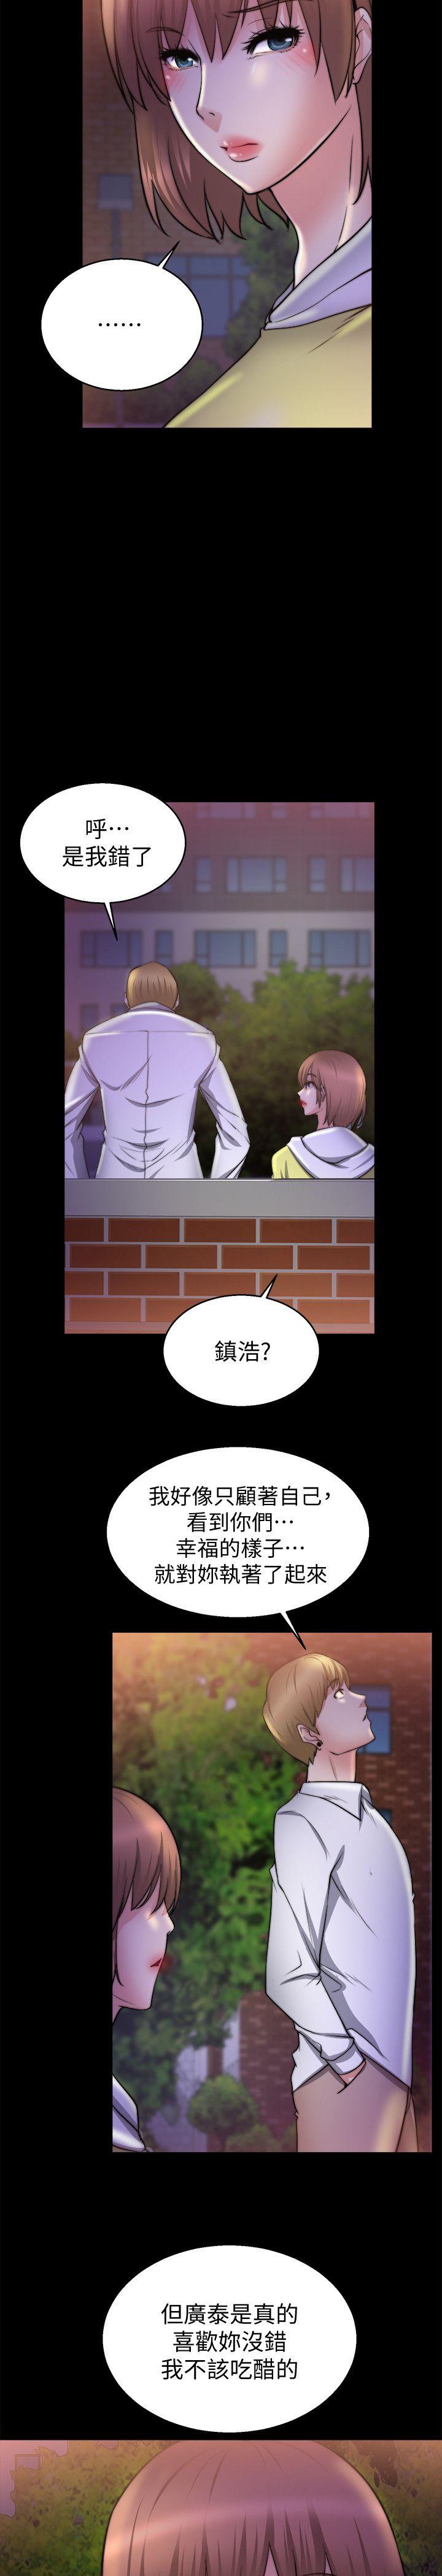 ……
呼…
是我錯了
鎮浩?
我好像只顧著自己,
看到你們…
幸福的樣子…
就對妳執著了起來
但廣泰是真的
喜歡妳沒錯
我不該吃醋的